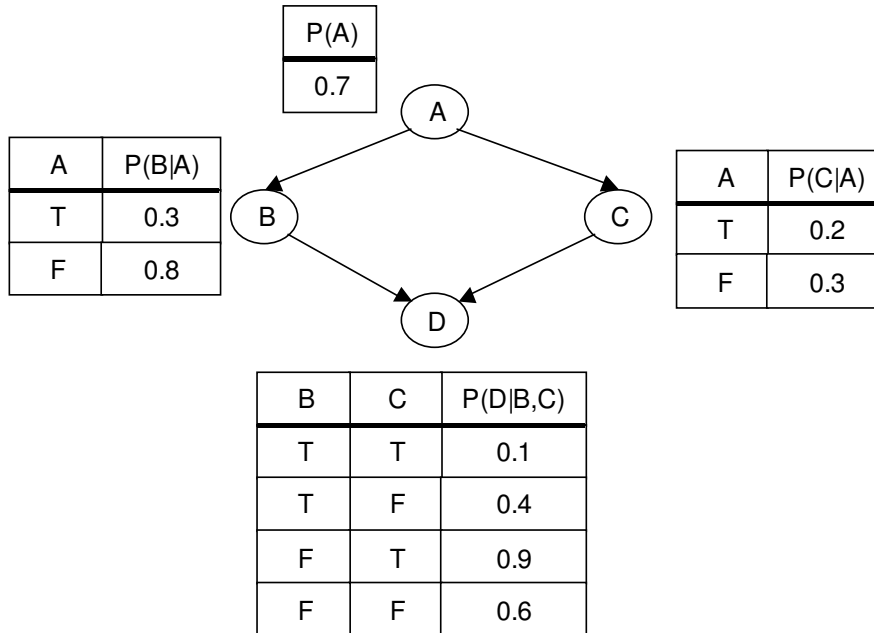 P(A)
0.7
A
A P(B|A)
T 0.3
F 0.8
B
C
A P(C|A)
T 0.2
F 0.3
D
B C P(D|B,C)
T T 0.1
T F 0.4
F T 0.9
F F 0.6